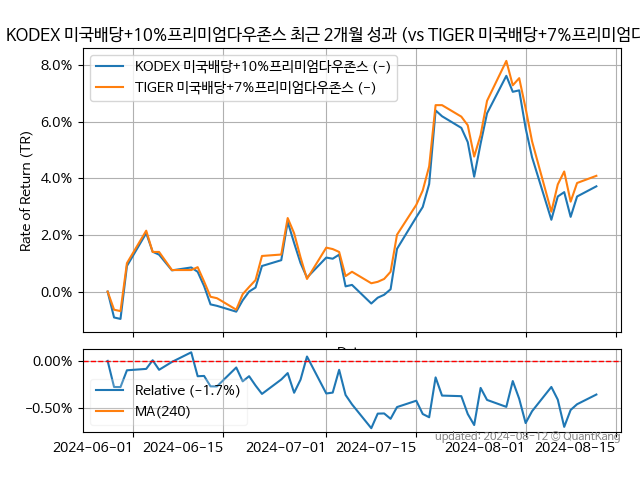 KODEX 미국배당+10%프리미엄다우존스 최근 2개월 성과 (vs TIGER 미국배당+7%프리미엄다
8.0%
6.0%
4.0%
2.0%
0.0%
Rate of Return (TR)
KODEX 미국배당+10%프리미엄다우존스 (-)
TIGER 미국배당+7%프리미엄다우존스 (-)
0.00%
-0.50%
Relative (-1.7%)
MA(240)
updated: 2024-08-12 © QuantKang
2024-06-01 2024-06-15 2024-07-01 2024-07-15 2024-08-01 2024-08-15